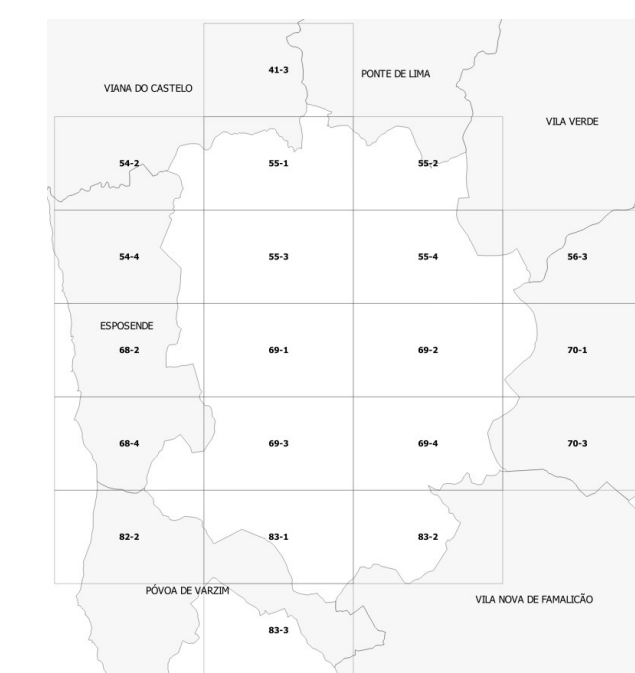 41-3
PONTE DE LIMA
VIANA DO CASTELO
VILA VERDE
54-2 55-1 55-2
54-4 55-3 55-4 56-3
ESPOSENDE
68-2 69-1 69-2 70-1
68-4 69-3 69-4 70-3
82-2 83-1 83-2
PÓVOA DE VARZIM
VILA NOVA DE FAMALICÃO
83-3